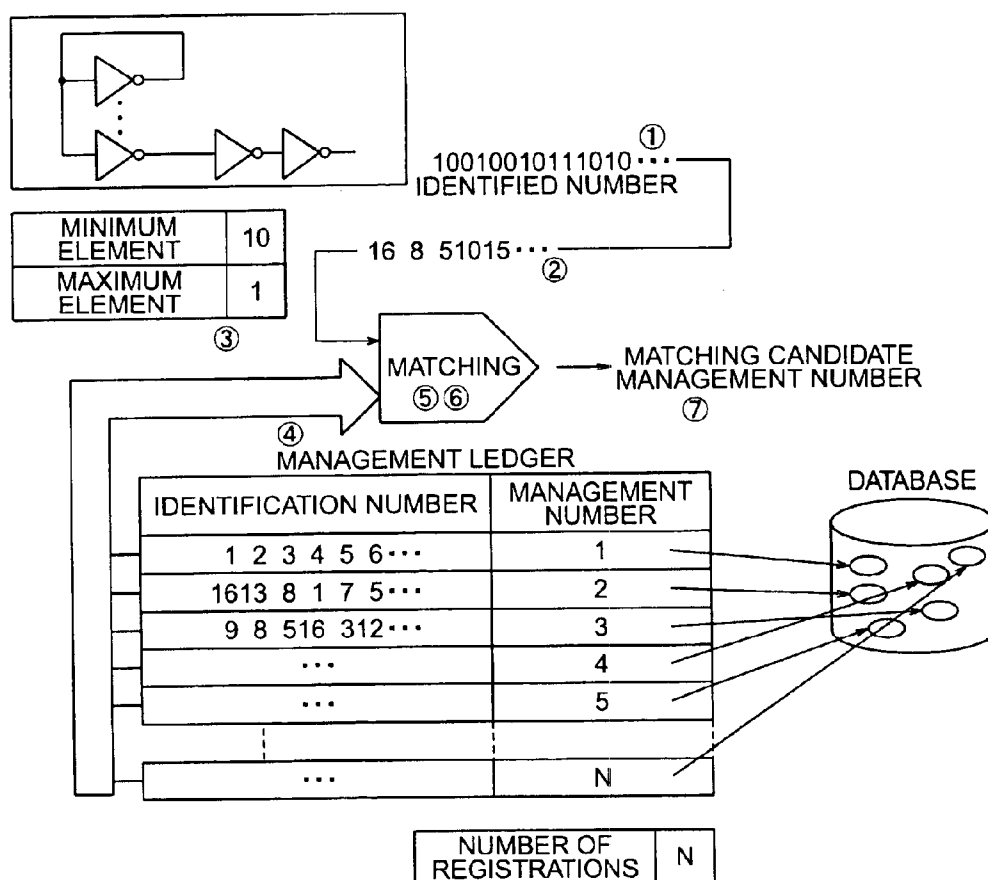 ①
10010010111010···
IDENTIFIED NUMBER
MINIMUM ELEMENT 10
MAXIMUM ELEMENT 1
16 8 51015···
②
③
MATCHING
⑤⑥
MATCHING CANDIDATE
MANAGEMENT NUMBER
⑦
④
MANAGEMENT LEDGER
DATABASE
IDENTIFICATION NUMBER MANAGEMENT NUMBER
1 2 3 4 5 6··· 1
1613 8 1 7 5··· 2
9 8 516 312··· 3
··· 4
··· 5
··· N
NUMBER OF REGISTRATIONS N